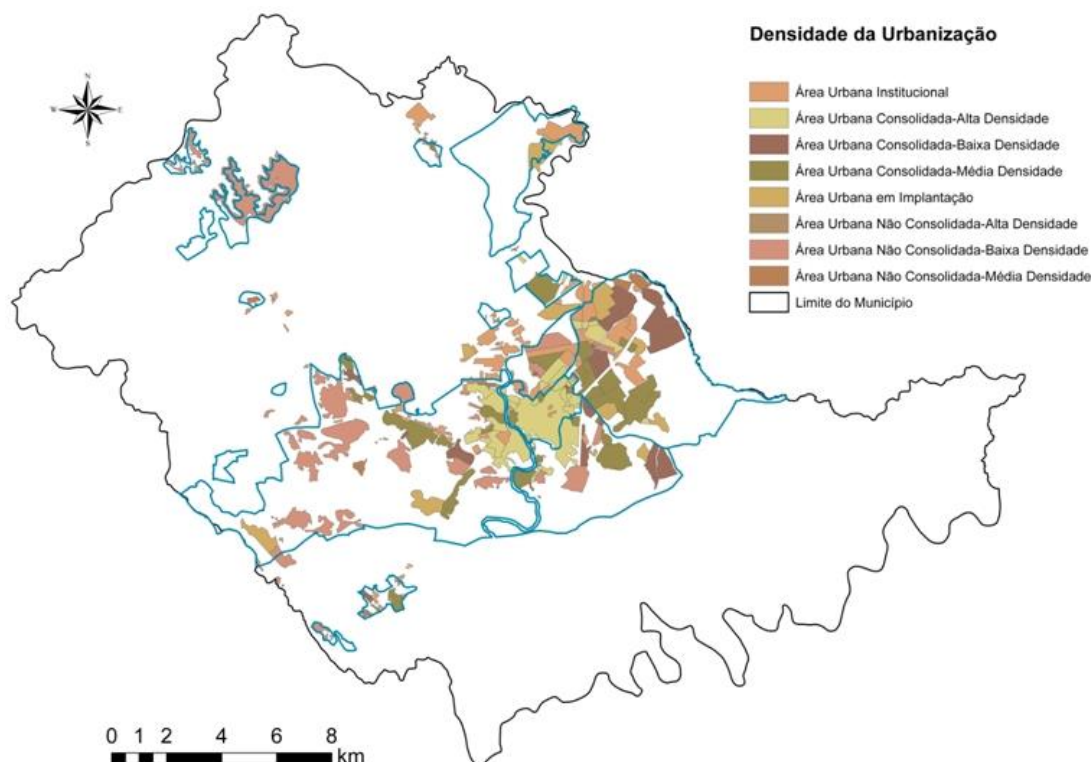 Densidade da Urbanização
N
W E
S
Área Urbana Institucional
Área Urbana Consolidada-Alta Densidade
Área Urbana Consolidada-Baixa Densidade
Área Urbana Consolidada-Média Densidade
Área Urbana em Implantação
Área Urbana Não Consolidada-Alta Densidade
Área Urbana Não Consolidada-Baixa Densidade
Área Urbana Não Consolidada-Média Densidade
Limite do Município
0 1 2 4 6 8
km